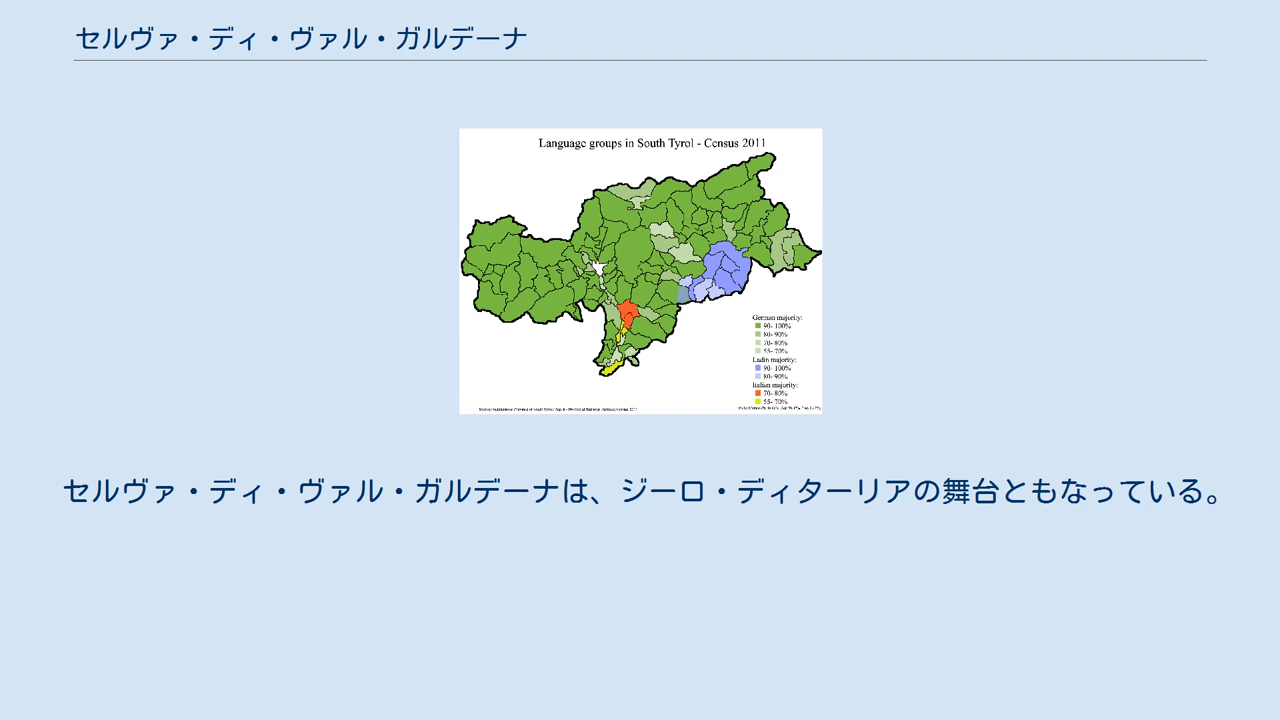 セルヴァ・ディ・ヴァル・ガルデーナ
Language groups in South Tyrol - Census 2011
German majority:
90- 100%
80- 90%
70- 80%
55- 70%
Ladin majority:
90- 100%
80- 90%
Italian majority:
70- 80%
55- 70%
セルヴァ・ディ・ヴァル・ガルデーナは、ジーロ・ディターリアの舞台ともなっている。